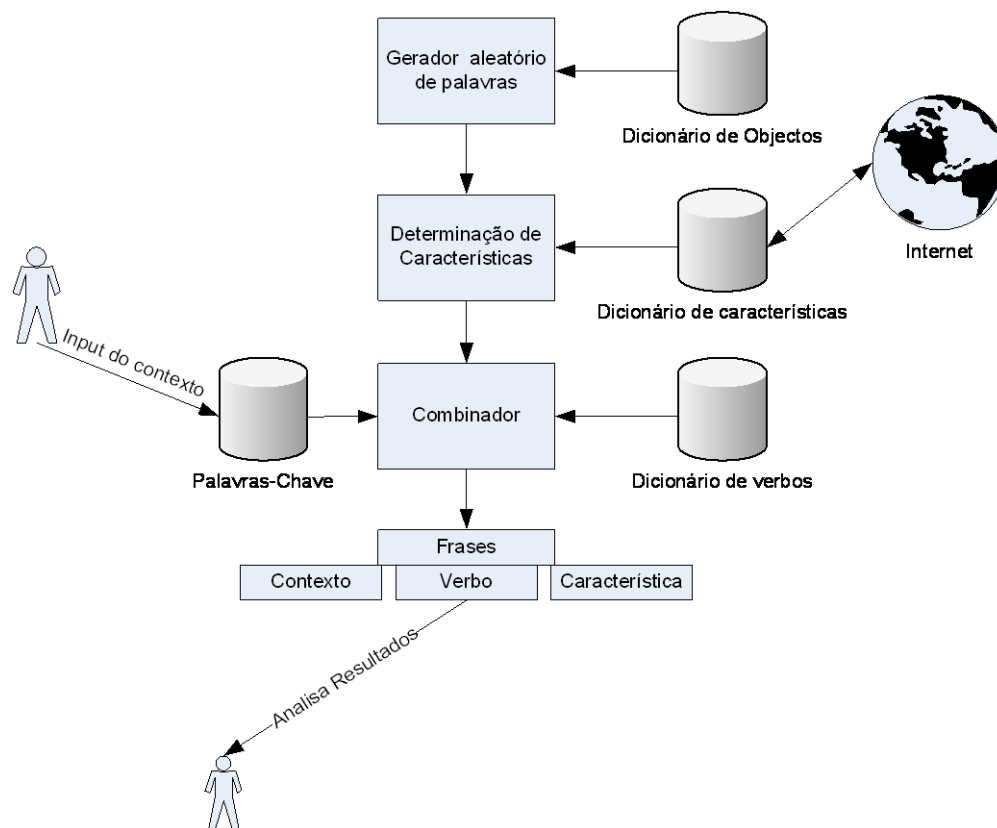 Gerador aleatório
de palavras
Dicionário de Objectos
Determinação de
Características
Internet
Dicionário de características
Input do contexto
Combinador
Palavras-Chave
Dicionário de verbos
Frases
Contexto
Verbo
Característica
Analisa Resultados